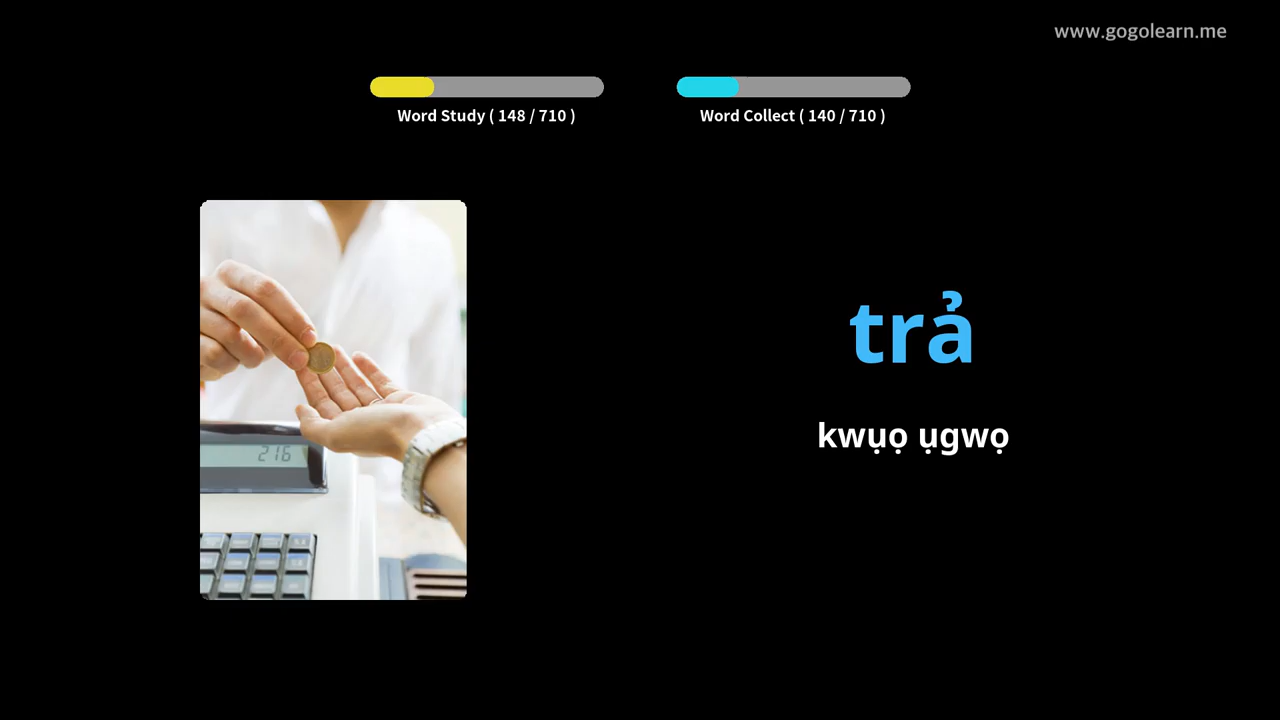 www.gogolearn.me
Word Study ( 148 / 710 )
Word Collect ( 140 / 710 )
216
trả
kwụọ ụgwọ